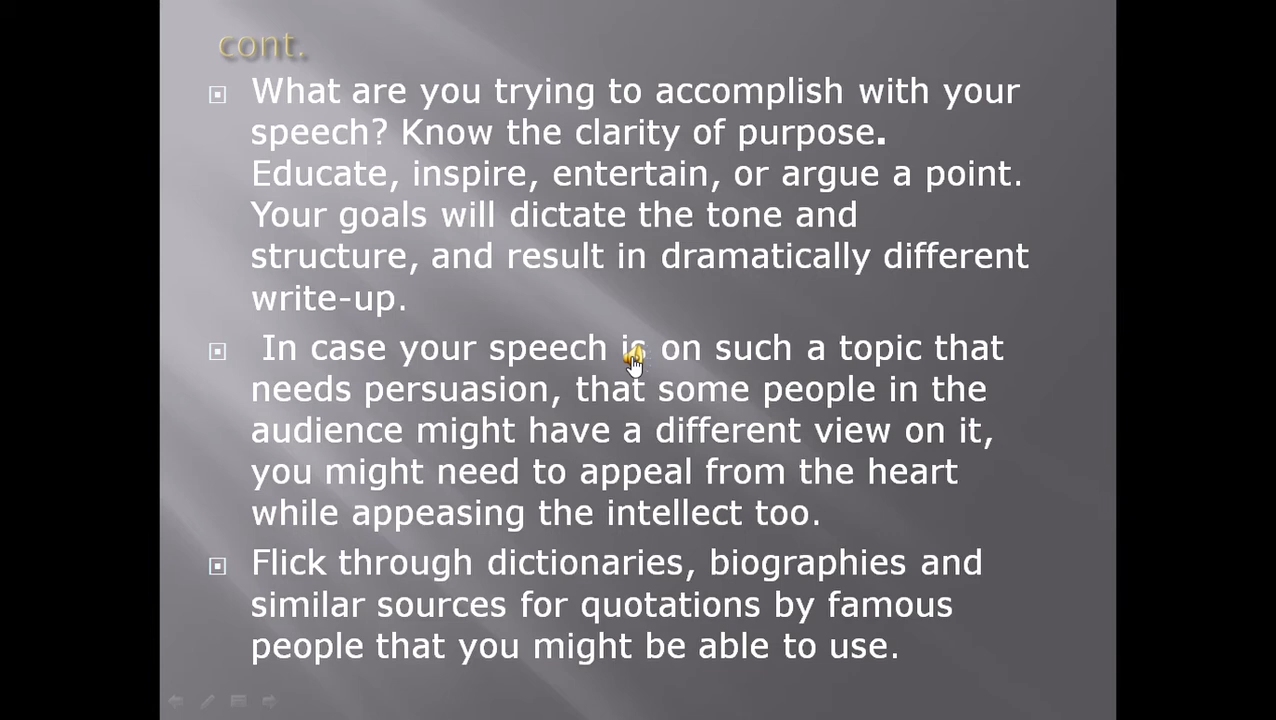 cont.
What are you trying to accomplish with your
speech? Know the clarity of purpose.
Educate, inspire, entertain, or argue a point.
Your goals will dictate the tone and
structure, and result in dramatically different
write-up.
In case your speech is on such a topic that
needs persuasion, that some people in the
audience might have a different view on it,
you might need to appeal from the heart
while appeasing the intellect too.
Flick through dictionaries, biographies and
similar sources for quotations by famous
people that you might be able to use.